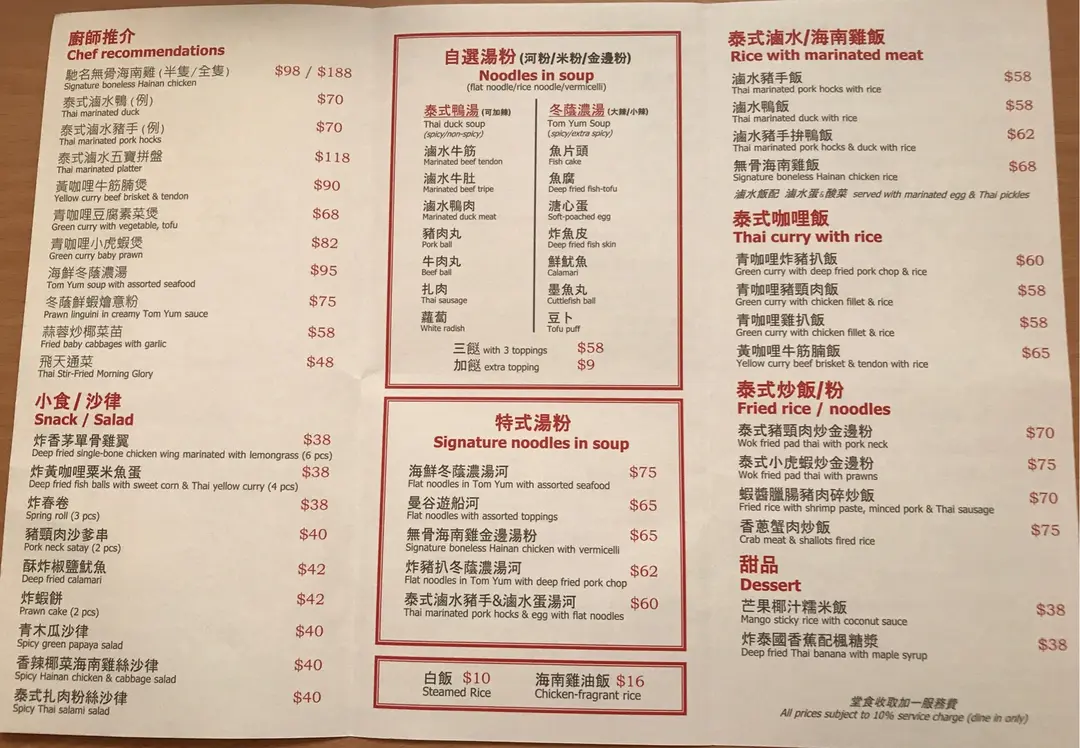 廚師推介
Chef recommendations
馳名無骨海南雞(半隻/全隻) $98 / $188
Signature boneless Hainan chicken
泰式滷水鴨(例) $70
Thai marinated duck
泰式滷水豬手(例) $70
Thai marinated pork hocks
泰式滷水五寶拼盤 $118
Thai marinated platter
黃咖哩牛筋腩煲 $90
Yellow curry beef brisket & tendon
青咖哩豆腐素菜煲 $68
Green curry with vegetable, tofu
青咖哩小虎蝦煲 $82
Green curry baby prawn
海鮮冬蔭濃湯 $95
Tom Yum soup with assorted seafood
冬蔭鮮蝦燴意粉 $75
Prawn linguini in creamy Tom Yum sauce
蒜蓉炒椰菜苗 $58
Fried baby cabbages with garlic
飛天通菜 $48
Thai Stir-Fried Morning Glory
小食/沙律
Snack / Salad
炸香茅單骨雞翼 $38
Deep fried single-bone chicken wing marinated with lemongrass (6 pcs)
炸黃咖哩粟米魚蛋 $38
Deep fried fish balls with sweet corn & Thai yellow curry (4 pcs)
炸春卷 $38
Spring roll (3 pcs)
豬頸肉沙爹串 $40
Pork neck satay (2 pcs)
酥炸椒鹽魷魚 $42
Deep fried calamari
炸蝦餅 $42
Prawn cake (2 pcs)
青木瓜沙律 $40
Spicy green papaya salad
香辣椰菜海南雞絲沙律 $40
Spicy Hainan chicken & cabbage salad
泰式扎肉粉絲沙律 $40
Spicy Thai salami salad
自選湯粉(河粉/米粉/金邊粉)
Noodles in soup
(flat noodle/rice noodle/vermicelli)
泰式鴨湯(可加辣)
Thai duck soup
(spicy/non-spicy)
滷水牛筋
Marinated beef tendon
滷水牛肚
Marinated beef tripe
滷水鴨肉
Marinated duck meat
豬肉丸
Pork ball
牛肉丸
Beef ball
扎肉
Thai sausage
蘿蔔
White radish
冬蔭濃湯(大辣/小辣)
Tom Yum Soup
(spicy/extra spicy)
魚片頭
Fish cake
魚腐
Deep fried fish-tofu
溏心蛋
Soft-poached egg
炸魚皮
Deep fried fish skin
鮮魷魚
Calamari
墨魚丸
Cuttlefish ball
豆卜
Tofu puff
三餸 with 3 toppings $58
加餸 extra topping $9
特式湯粉
Signature noodles in soup
海鮮冬蔭濃湯河 $75
Flat noodles in Tom Yum with assorted seafood
曼谷遊船河 $65
Flat noodles with assorted toppings
無骨海南雞金邊湯粉 $65
Signature boneless Hainan chicken with vermicelli
炸豬扒冬蔭濃湯河 $62
Flat noodles in Tom Yum with deep fried pork chop
泰式滷水豬手&滷水蛋湯河 $60
Thai marinated pork hocks & egg with flat noodles
白飯 $10
Steamed Rice
海南雞油飯 $16
Chicken-fragrant rice
泰式滷水/海南雞飯
Rice with marinated meat
滷水豬手飯 $58
Thai marinated pork hocks with rice
滷水鴨飯 $58
Thai marinated duck with rice
滷水豬手拼鴨飯 $62
Thai marinated pork hocks & duck with rice
無骨海南雞飯 $68
Signature boneless Hainan chicken rice
滷水飯配 滷水蛋&酸菜 served with marinated egg & Thai pickles
泰式咖哩飯
Thai curry with rice
青咖哩炸豬扒飯 $60
Green curry with deep fried pork chop & rice
青咖哩豬頸肉飯 $58
Green curry with chicken fillet & rice
青咖哩雞扒飯 $58
Green curry with chicken fillet & rice
黃咖哩牛筋腩飯 $65
Yellow curry beef brisket & tendon with rice
泰式炒飯/粉
Fried rice / noodles
泰式豬頸肉炒金邊粉 $70
Wok fried pad thai with pork neck
泰式小虎蝦炒金邊粉 $75
Wok fried pad thai with prawns
蝦醬臘腸豬肉碎炒飯 $70
Fried rice with shrimp paste, minced pork & Thai sausage
香蔥蟹肉炒飯 $75
Crab meat & shallots fired rice
甜品
Dessert
芒果椰汁糯米飯 $38
Mango sticky rice with coconut sauce
炸泰國香蕉配楓糖漿 $38
Deep fried Thai banana with maple syrup
堂食收取加一服務費
All prices subject to 10% service charge (dine in only)